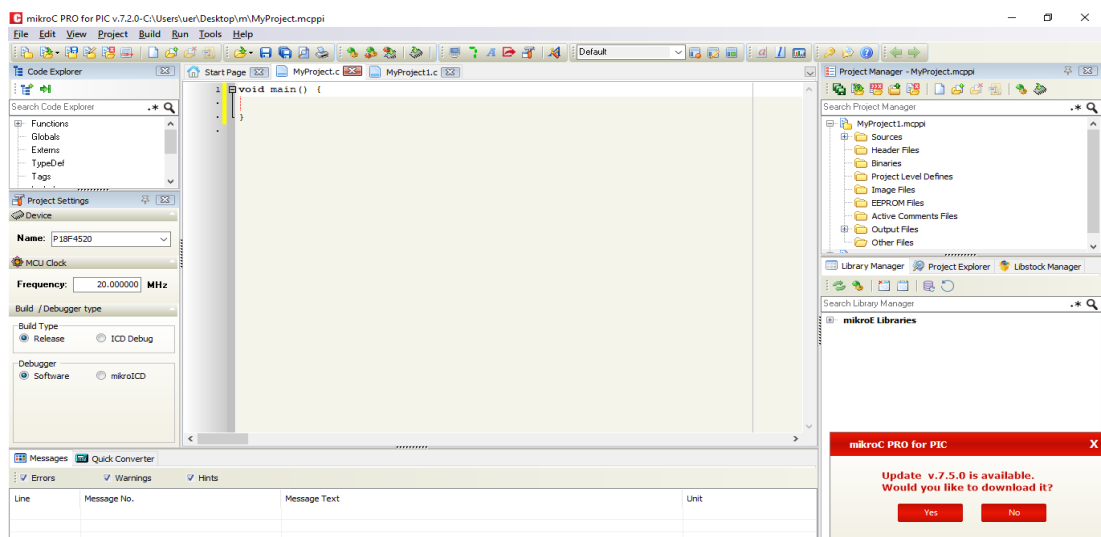 mikroC PRO for PIC v.7.2.0-C:\Users\uer\Desktop\m\MyProject.mcppi
File Edit View Project Build Run Tools Help
Default
Code Explorer
Search Code Explorer .*
Functions
Globals
Externs
TypeDef
Tags
Project Settings
Device
Name: P18F4520
MCU Clock
Frequency: 20.000000 MHz
Build / Debugger type
Build Type
Release ICD Debug
Debugger
Software mikroICD
Start Page MyProject.c MyProject1.c
1 void main() {
}
Project Manager - MyProject.mcppi
Search Project Manager .*
MyProject1.mcppi
Sources
Header Files
Binaries
Project Level Defines
Image Files
EEPROM Files
Active Comments Files
Output Files
Other Files
Library Manager Project Explorer Libstock Manager
Search Library Manager .*
mikroE Libraries
Messages Quick Converter
Errors Warnings Hints
Line Message No. Message Text Unit
mikroC PRO for PIC X
Update v.7.5.0 is available.
Would you like to download it?
Yes No